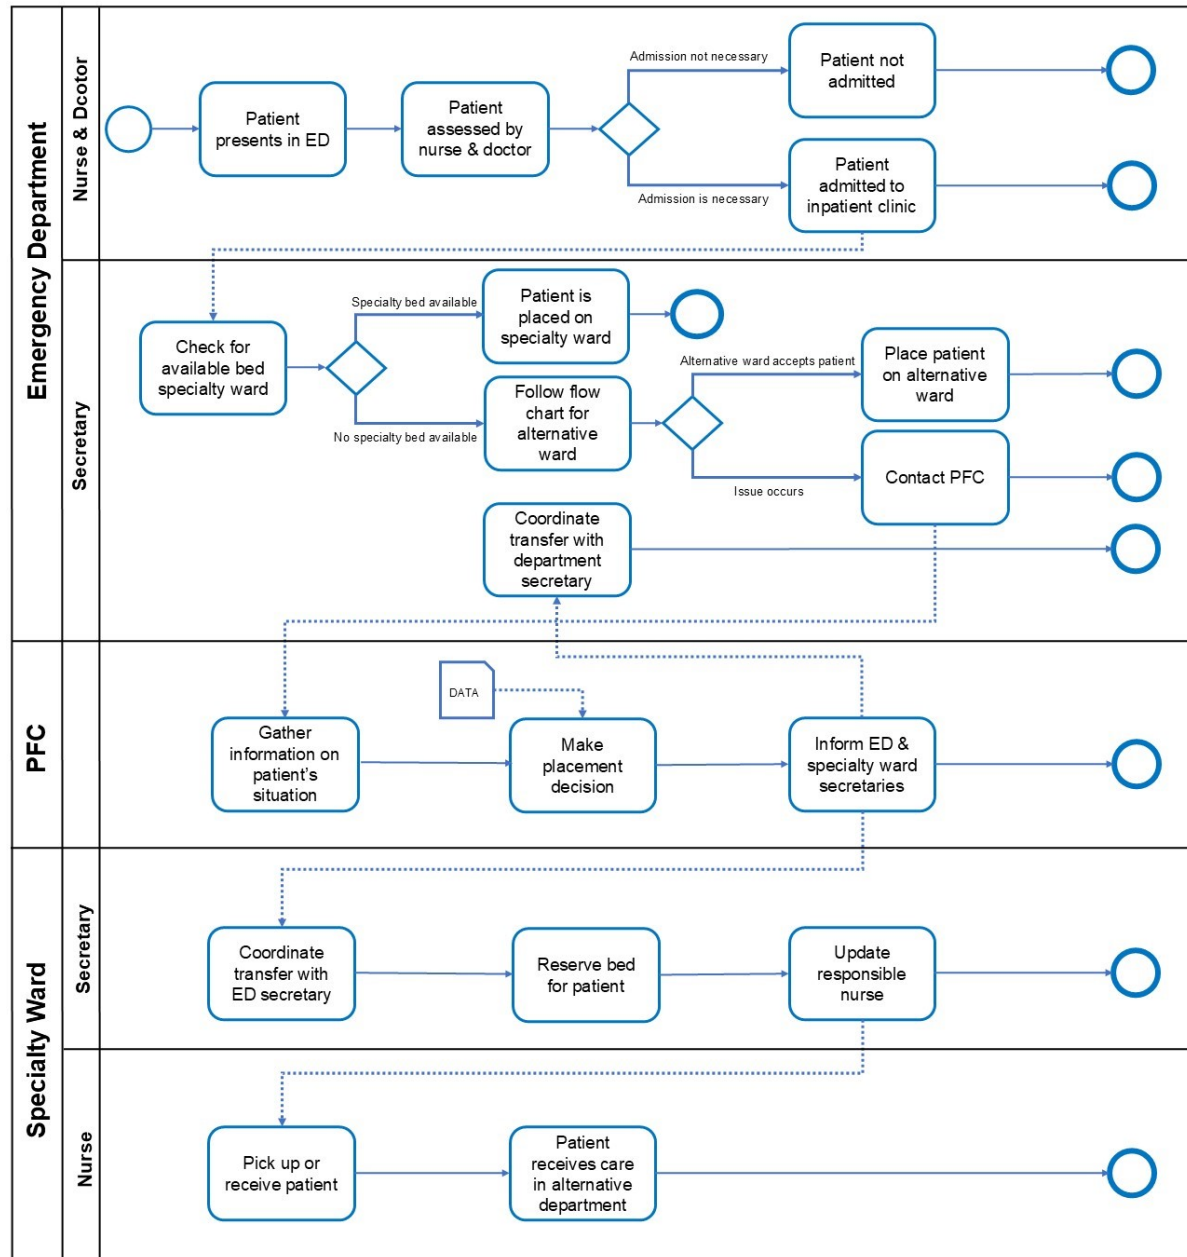 Emergency Department
Nurse & Dcotor
Patient
presents in ED
Patient
assessed by
nurse & doctor
Admission not necessary
Patient not
admitted
Admission is necessary
Patient
admitted to
inpatient clinic
Secretary
Check for
available bed
specialty ward
Specialty bed available
Patient is
placed on
specialty ward
No specialty bed available
Follow flow
chart for
alternative
ward
Alternative ward accepts patient
Place patient
on alternative
ward
Issue occurs
Contact PFC
Coordinate
transfer with
department
secretary
PFC
Gather
information on
patient's
situation
DATA
Make
placement
decision
Inform ED &
specialty ward
secretaries
Specialty Ward
Secretary
Coordinate
transfer with
ED secretary
Reserve bed
for patient
Update
responsible
nurse
Nurse
Pick up or
receive patient
Patient
receives care
in alternative
department